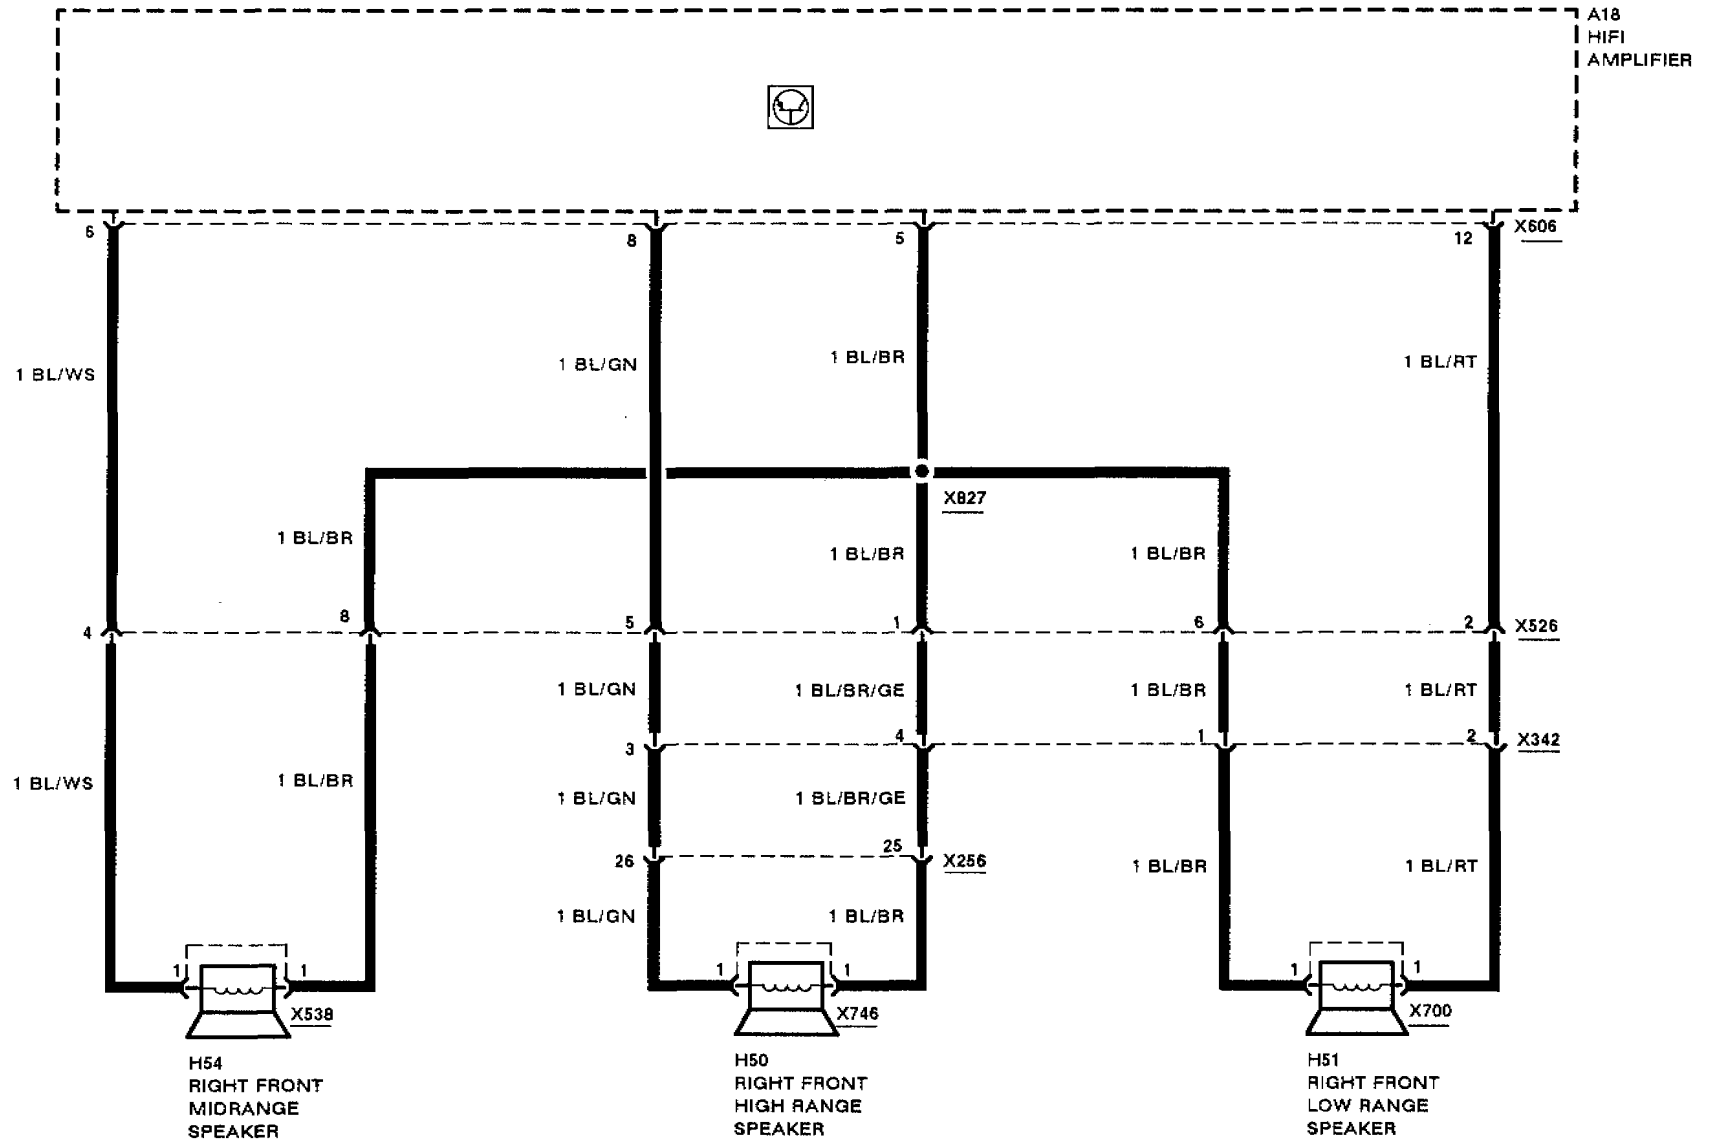 A18
HIFI
AMPLIFIER
6
8
5
12
X606
1 BL/WS
1 BL/GN
1 BL/BR
1 BL/RT
X827
1 BL/BR
1 BL/BR
1 BL/BR
4
8
5
1
6
2
X526
1 BL/GN
1 BL/BR/GE
1 BL/BR
1 BL/RT
3
4
1
2
X342
1 BL/WS
1 BL/BR
1 BL/GN
1 BL/BR/GE
26
25
X256
1 BL/BR
1 BL/RT
1 BL/GN
1 BL/BR
1
1
X538
1
1
X746
1
1
X700
H54
RIGHT FRONT
MIDRANGE
SPEAKER
H50
RIGHT FRONT
HIGH RANGE
SPEAKER
H51
RIGHT FRONT
LOW RANGE
SPEAKER